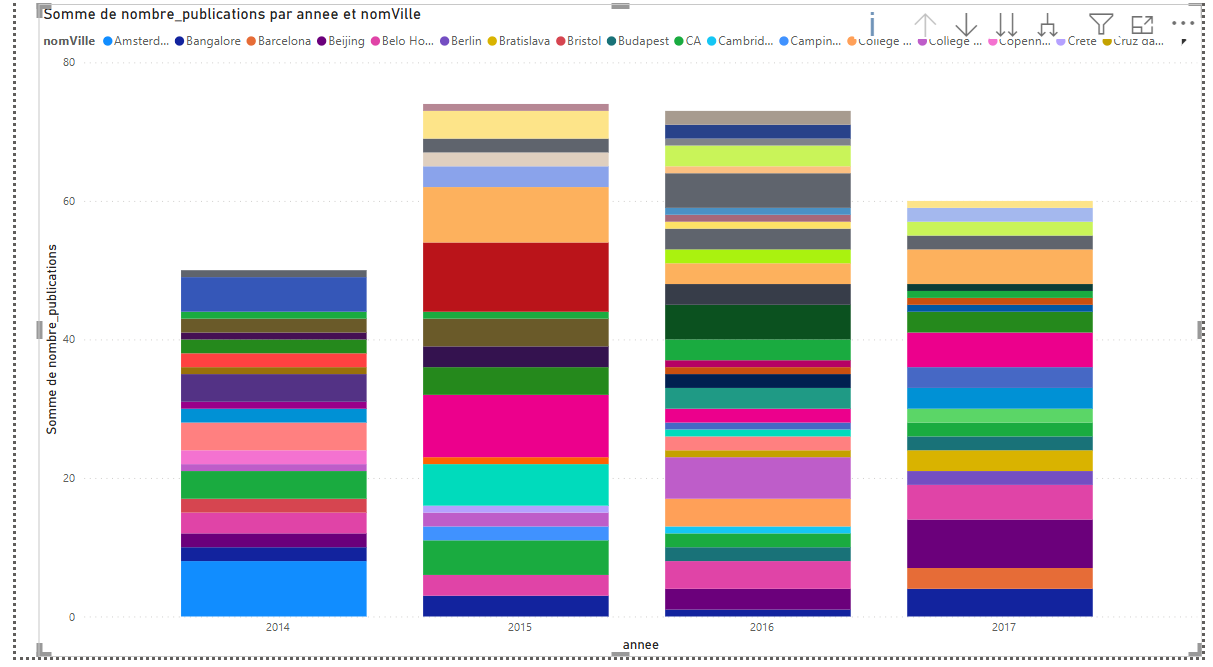 Somme de nombre_publications par annee et nomVille
nomVille Amsterd... Bangalore Barcelona Beijing Belo Ho... Berlin Bratislava Bristol Budapest CA Cambrid... Campin... College ... College ... Copenn... Crete Cruz da...
80
60
40
20
0
Somme de nombre_publications
2014 2015 2016 2017
annee